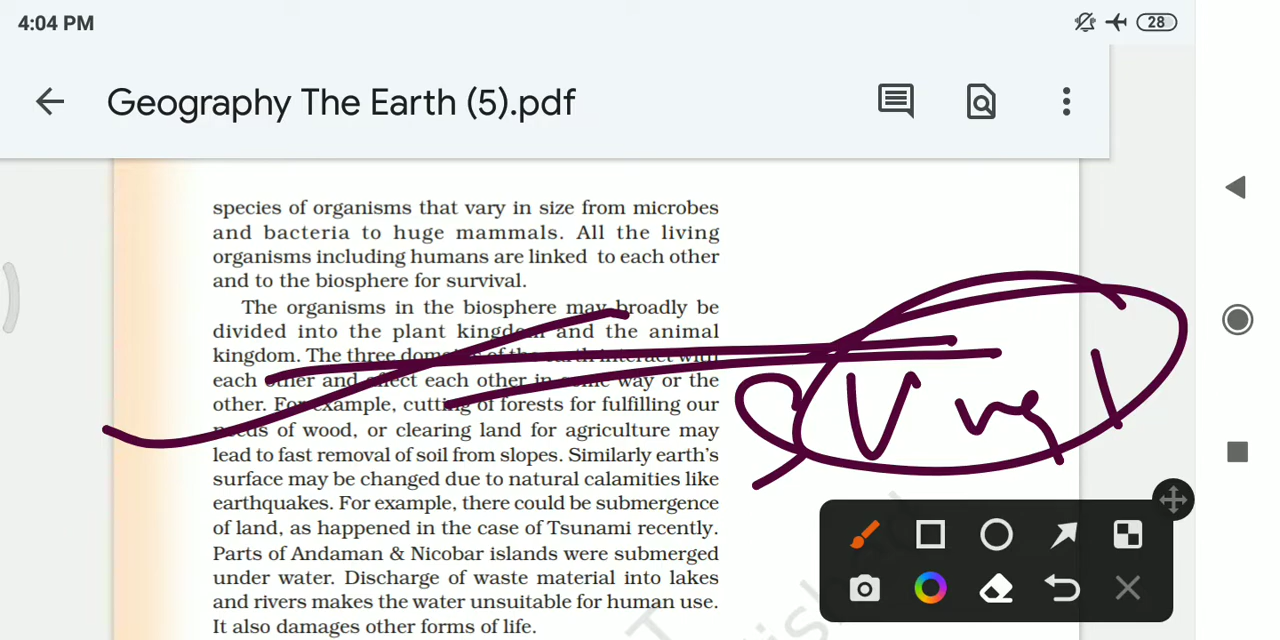 4:04 PM
28
Geography The Earth (5).pdf
species of organisms that vary in size from microbes
and bacteria to huge mammals. All the living
organisms including humans are linked to each other
and to the biosphere for survival.
The organisms in the biosphere may broadly be
divided into the plant kingdom and the animal
kingdom. The three domains of the earth interact with
each other and affect each other in some way or the
other. For example, cutting of forests for fulfilling our
needs of wood, or clearing land for agriculture may
lead to fast removal of soil from slopes. Similarly earth's
surface may be changed due to natural calamities like
earthquakes. For example, there could be submergence
of land, as happened in the case of Tsunami recently.
Parts of Andaman & Nicobar islands were submerged
under water. Discharge of waste material into lakes
and rivers makes the water unsuitable for human use.
It also damages other forms of life.